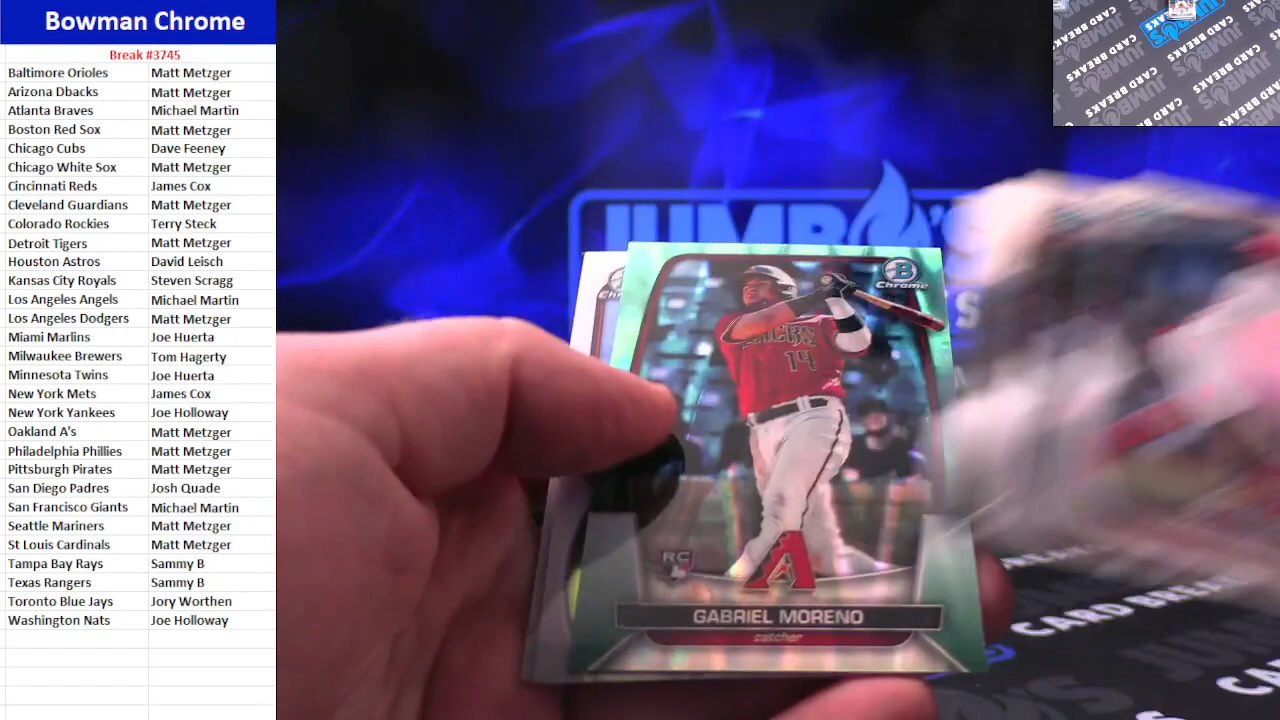 Bowman Chrome
Break #3745
Baltimore Orioles Matt Metzger
Arizona Dbacks Matt Metzger
Atlanta Braves Michael Martin
Boston Red Sox Matt Metzger
Chicago Cubs Dave Feeney
Chicago White Sox Matt Metzger
Cincinnati Reds James Cox
Cleveland Guardians Matt Metzger
Colorado Rockies Terry Steck
Detroit Tigers Matt Metzger
Houston Astros David Leisch
Kansas City Royals Steven Scragg
Los Angeles Angels Michael Martin
Los Angeles Dodgers Matt Metzger
Miami Marlins Joe Huerta
Milwaukee Brewers Tom Hagerty
Minnesota Twins Joe Huerta
New York Mets James Cox
New York Yankees Joe Holloway
Oakland A's Matt Metzger
Philadelphia Phillies Matt Metzger
Pittsburgh Pirates Matt Metzger
San Diego Padres Josh Quade
San Francisco Giants Michael Martin
Seattle Mariners Matt Metzger
St Louis Cardinals Matt Metzger
Tampa Bay Rays Sammy B
Texas Rangers Sammy B
Toronto Blue Jays Jory Worthen
Washington Nats Joe Holloway
JUMBO'S
CARD BREAKS
JUMBO'S
B
Chrome
14
RC
GABRIEL MORENO
catcher
CARD BREAKS